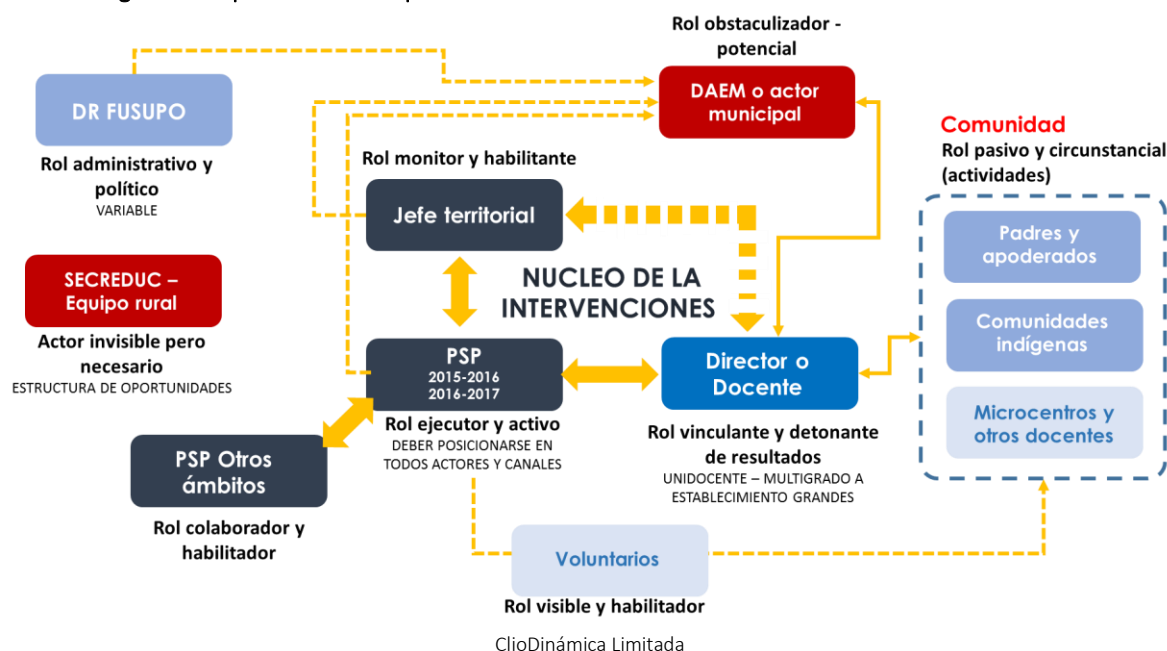 Rol obstaculizador -
potencial
DR FUSUPO
DAEM o actor
municipal
Rol administrativo y
político
VARIABLE
Rol monitor y habilitante
Jefe territorial
Comunidad
Rol pasivo y circunstancial
(actividades)
Padres y
apoderados
Comunidades
indígenas
Microcentros y
otros docentes
SECREDUC –
Equipo rural
Actor invisible pero
necesario
ESTRUCTURA DE OPORTUNIDADES
NUCLEO DE LA
INTERVENCIONES
PSP
2015-2016
2016-2017
Rol ejecutor y activo
DEBER POSICIONARSE EN
TODOS ACTORES Y CANALES
Director o
Docente
Rol vinculante y detonante
de resultados
UNIDOCENTE – MULTIGRADO A
ESTABLECIMIENTO GRANDES
PSP Otros
ámbitos
Rol colaborador y
habilitador
Voluntarios
Rol visible y habilitador
ClioDinámica Limitada